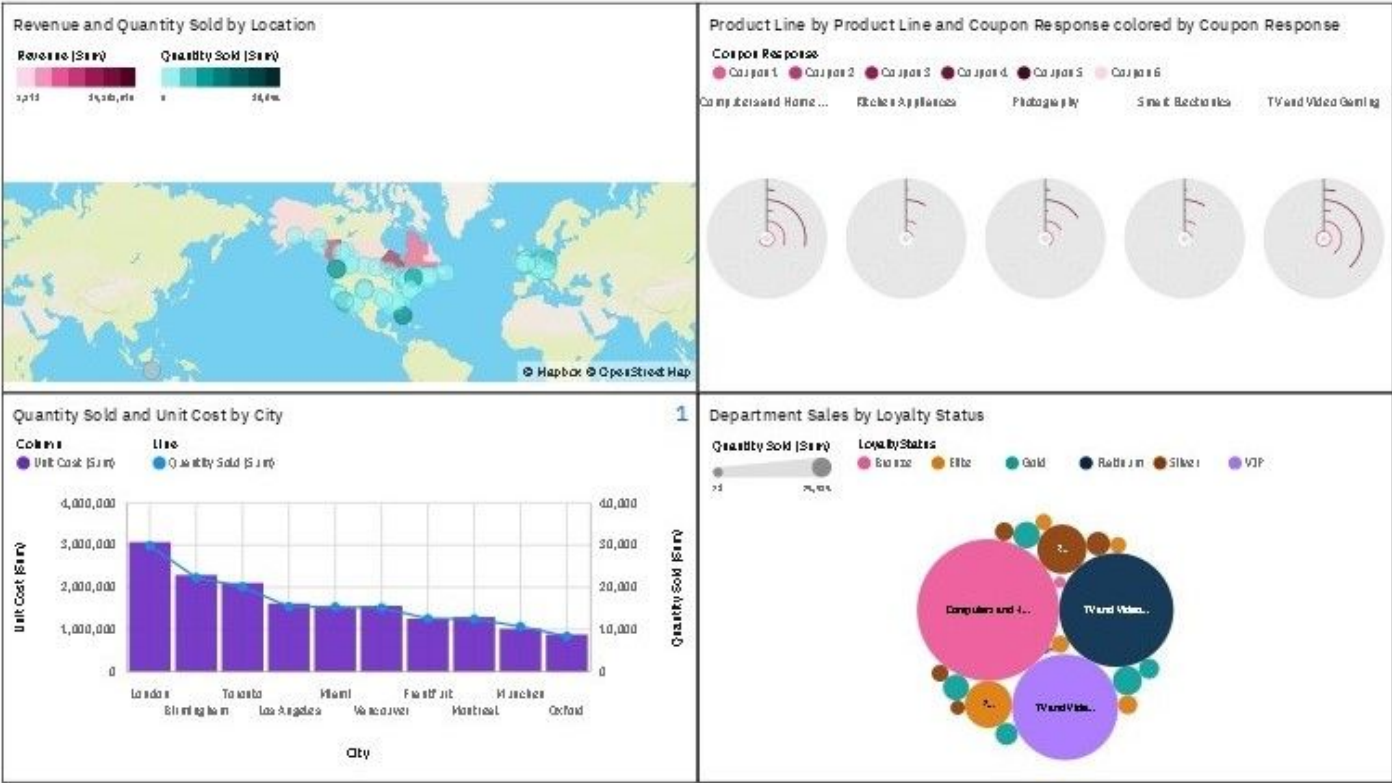 Revenue and Quantity Sold by Location
Revenue (Sum)
Quantity Sold (Sum)
0
© Mapbox © OpenStreetMap
Product Line by Product Line and Coupon Response colored by Coupon Response
Coupon Response
Coupon 1
Coupon 2
Coupon 3
Coupon 4
Coupon 5
Coupon 6
Computers and Home ...
Kitchen Appliances
Photography
Smart Electronics
TV and Video Gaming
Quantity Sold and Unit Cost by City
1
Column
Line
Unit Cost (Sum)
Quantity Sold (Sum)
Unit Cost (Sum)
4,000,000
3,000,000
2,000,000
1,000,000
0
40,000
30,000
20,000
10,000
0
Quantity Sold (Sum)
London
Birmingham
Toronto
Los Angeles
Miami
Vancouver
Frankfurt
Montreal
Munchen
Oxford
City
Department Sales by Loyalty Status
Quantity Sold (Sum)
Loyalty Status
Bronze
Elite
Gold
Platinum
Silver
VIP
Computers and H...
TV and Video...
TV and Vide...